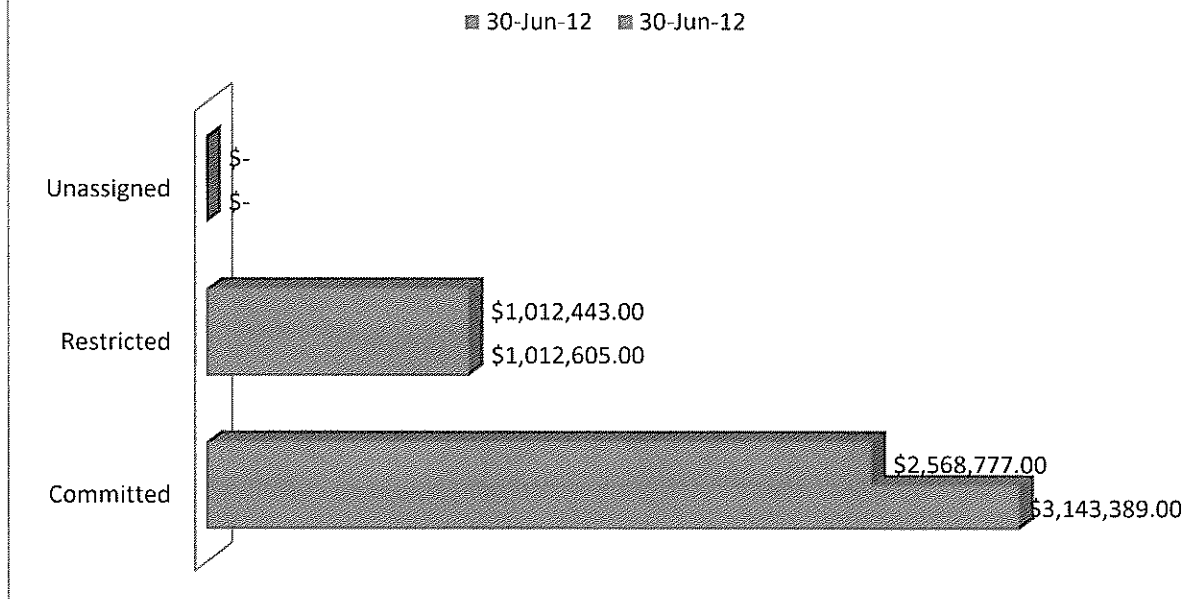 30-Jun-12 30-Jun-12
$-
Unassigned
$-
$1,012,443.00
Restricted
$1,012,605.00
$2,568,777.00
Committed
$3,143,389.00